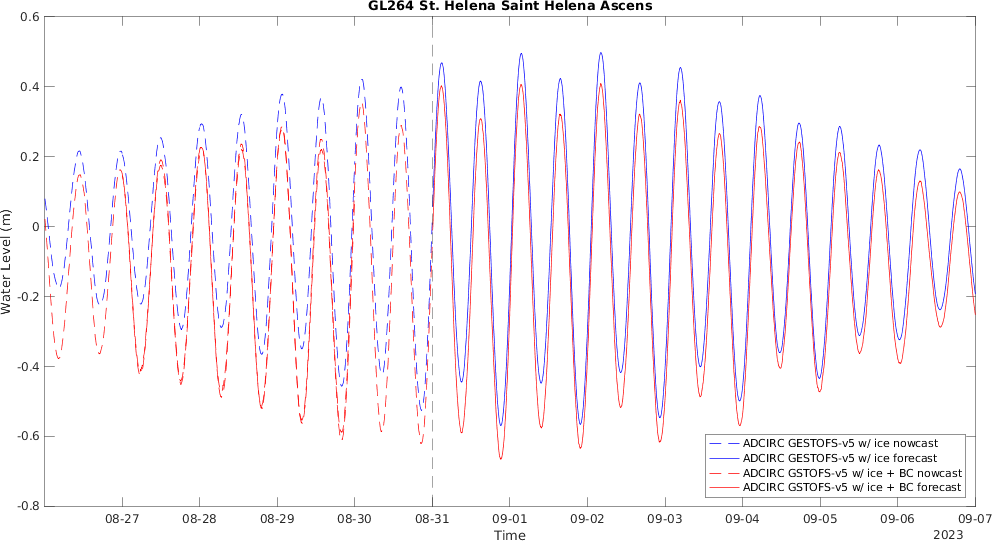 GL264 St. Helena Saint Helena Ascens
0.6
0.4
0.2
0
-0.2
-0.4
-0.6
-0.8
Water Level (m)
08-27 08-28 08-29 08-30 08-31 09-01 09-02 09-03 09-04 09-05 09-06 09-07
Time
2023
ADCIRC GESTOFS-v5 w/ ice nowcast
ADCIRC GESTOFS-v5 w/ ice forecast
ADCIRC GSTOFS-v5 w/ ice + BC nowcast
ADCIRC GSTOFS-v5 w/ ice + BC forecast